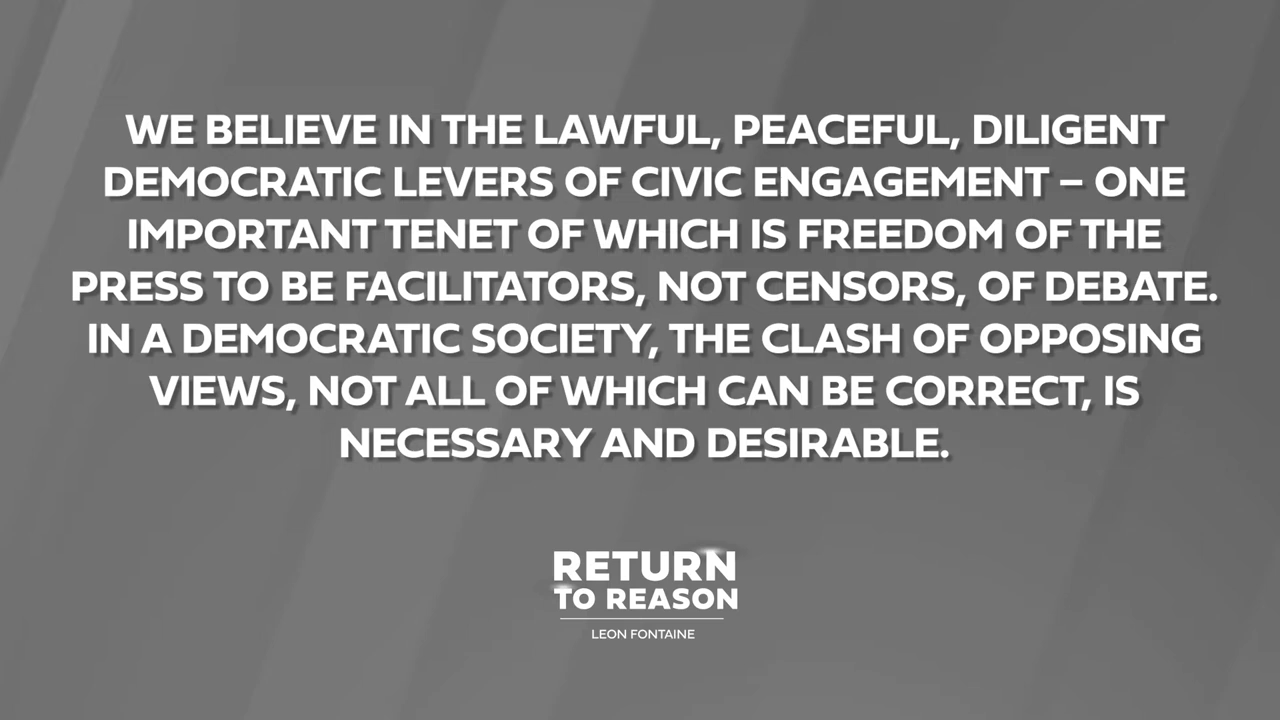 WE BELIEVE IN THE LAWFUL, PEACEFUL, DILIGENT
DEMOCRATIC LEVERS OF CIVIC ENGAGEMENT – ONE
IMPORTANT TENET OF WHICH IS FREEDOM OF THE
PRESS TO BE FACILITATORS, NOT CENSORS, OF DEBATE.
IN A DEMOCRATIC SOCIETY, THE CLASH OF OPPOSING
VIEWS, NOT ALL OF WHICH CAN BE CORRECT, IS
NECESSARY AND DESIRABLE.
RETURN
TO REASON
LEON FONTAINE